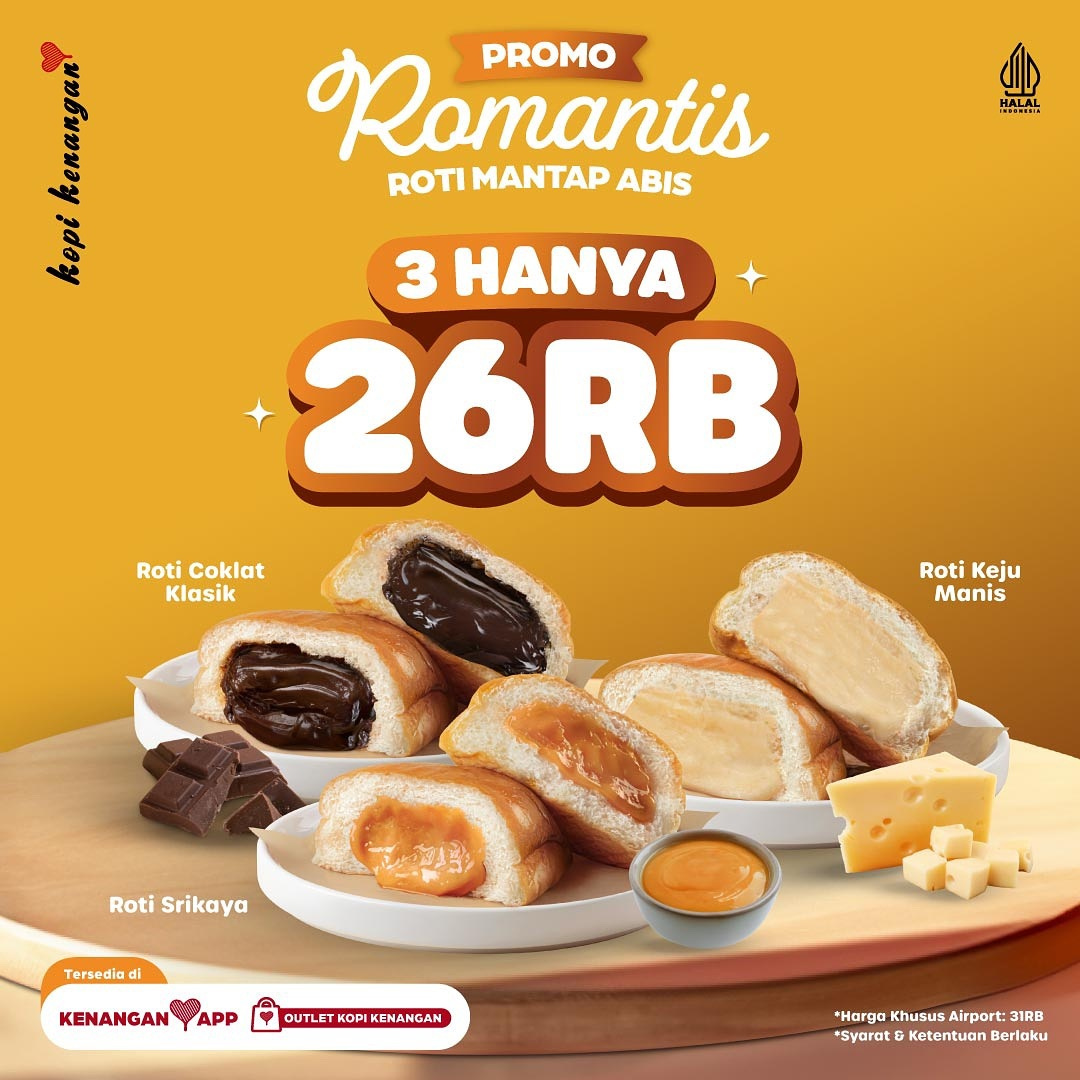 kopi kenangan
PROMO
Romantis
ROTI MANTAP ABIS
HALAL
INDONESIA
3 HANYA
26RB
Roti Coklat
Klasik
Roti Keju
Manis
Roti Srikaya
Tersedia di
KENANGAN APP
OUTLET KOPI KENANGAN
*Harga Khusus Airport: 31RB
*Syarat & Ketentuan Berlaku